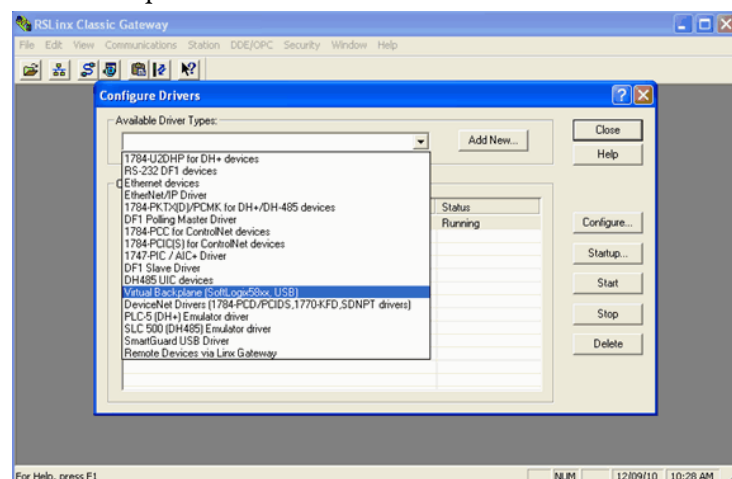 RSLinx Classic Gateway
File Edit View Communications Station DDE/OPC Security Window Help
Configure Drivers
Available Driver Types:
Add New...
Close
Help
1784-U2DHP for DH+ devices
RS-232 DF1 devices
Ethernet devices
EtherNet/IP Driver
1784-PKTX(D)/PCMK for DH+/DH-485 devices
DF1 Polling Master Driver
1784-PCC for ControlNet devices
1784-PCIC(S) for ControlNet devices
1747-PIC / AIC+ Driver
DF1 Slave Driver
DH485 UIC devices
Virtual Backplane (SoftLogix58xx, USB)
DeviceNet Drivers (1784-PCD/PCIDS,1770-KFD,SDNPT drivers)
PLC-5 (DH+) Emulator driver
SLC 500 (DH485) Emulator driver
SmartGuard USB Driver
Remote Devices via Linx Gateway
Status
Running
Configure...
Startup...
Start
Stop
Delete
For Help, press F1
NUM 12/09/10 10:28 AM